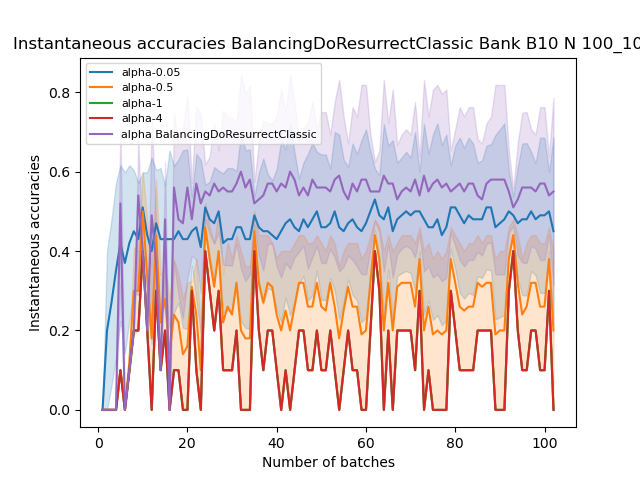 Instantaneous accuracies BalancingDoResurrectClassic Bank B10 N 100_10
alpha-0.05
alpha-0.5
alpha-1
alpha-4
alpha BalancingDoResurrectClassic
Instantaneous accuracies
0.8
0.6
0.4
0.2
0.0
0 20 40 60 80 100
Number of batches